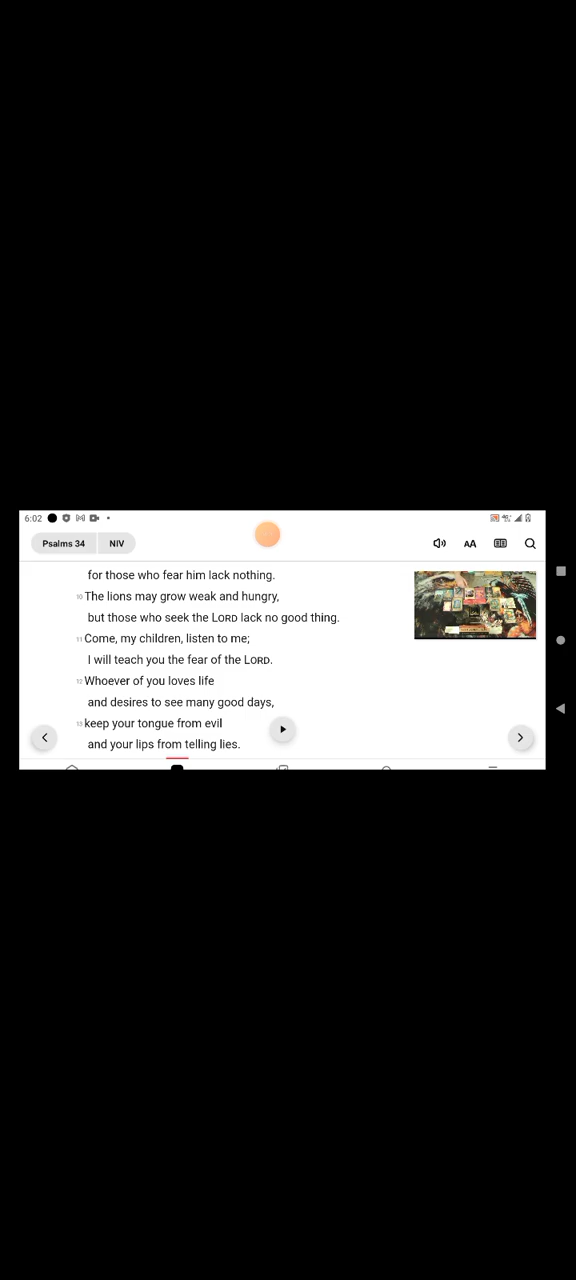 6:02
Psalms 34 NIV AA
for those who fear him lack nothing.
10 The lions may grow weak and hungry,
but those who seek the LORD lack no good thing.
11 Come, my children, listen to me;
I will teach you the fear of the LORD.
12 Whoever of you loves life
and desires to see many good days,
13 keep your tongue from evil
and your lips from telling lies.